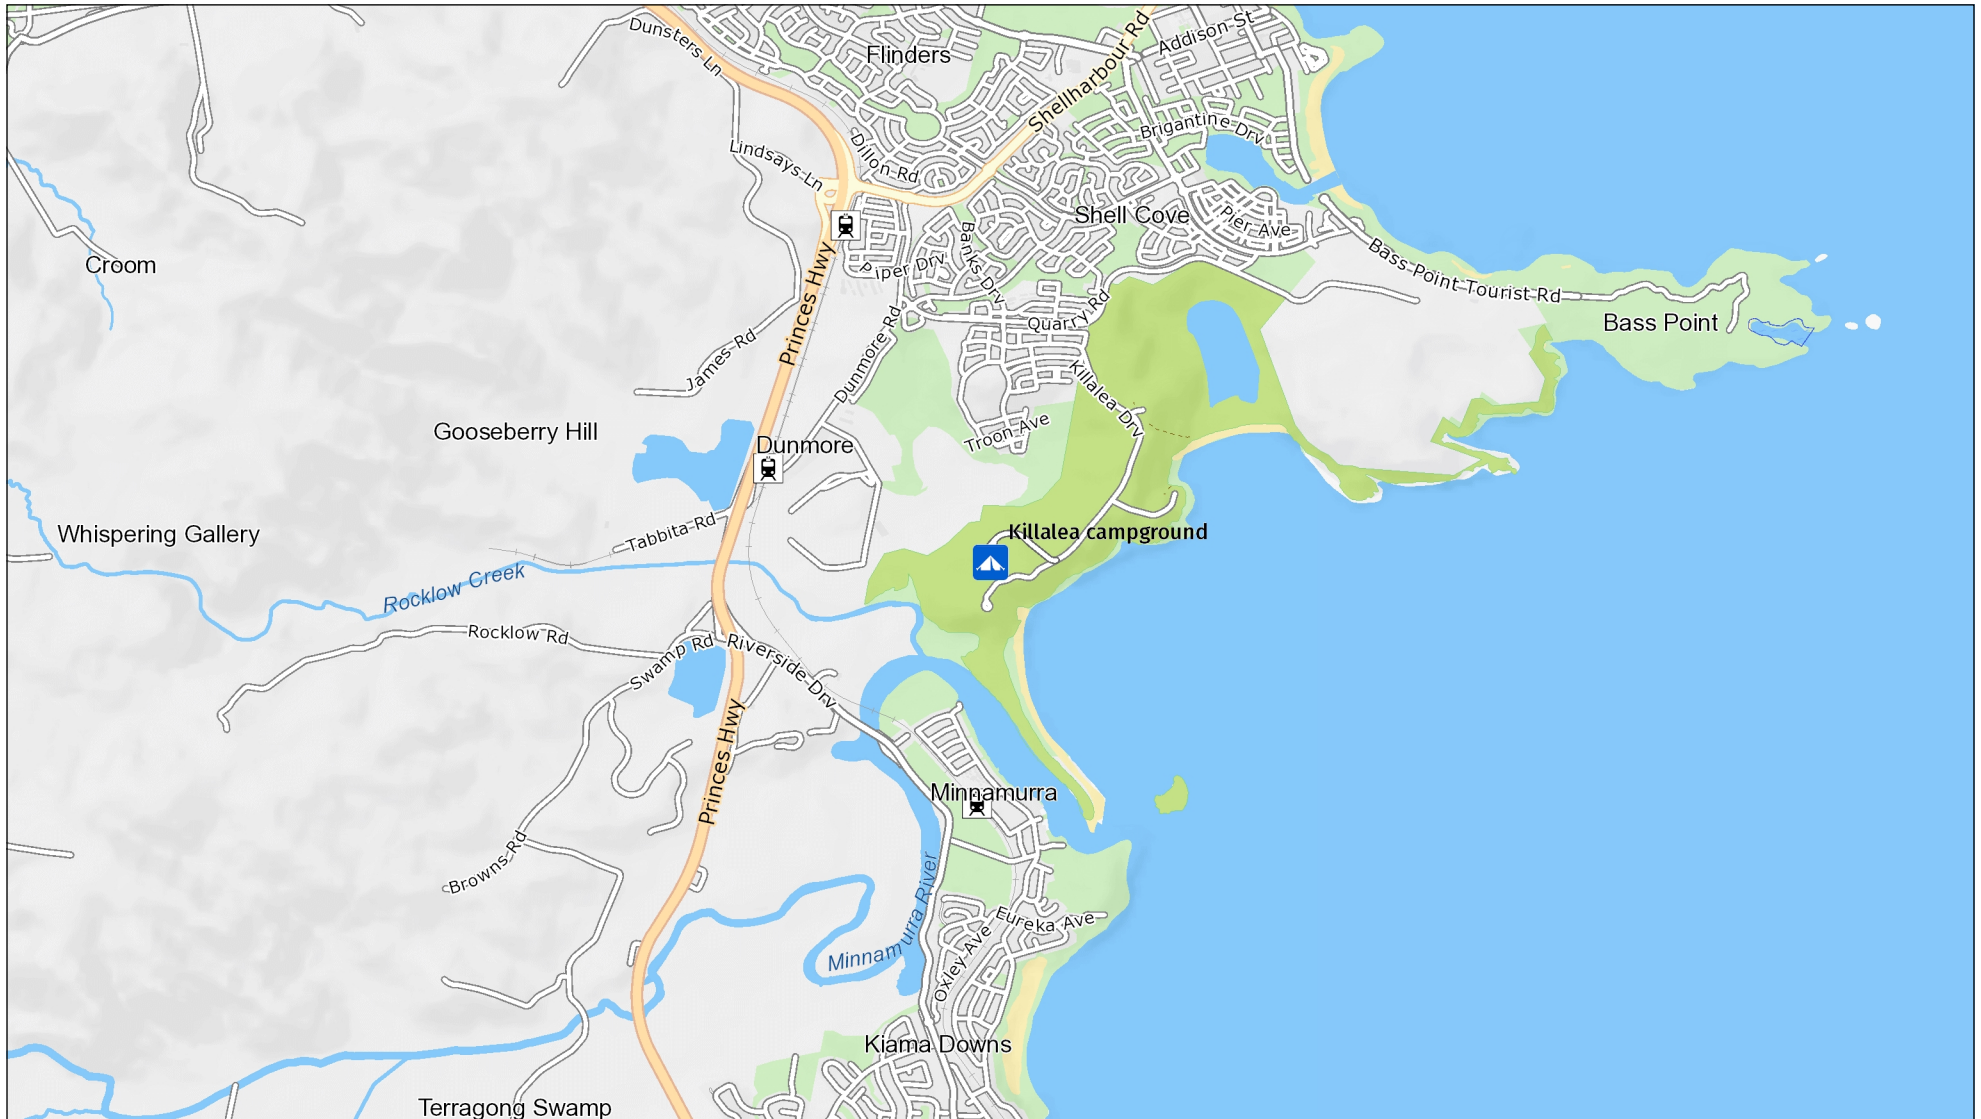 Dunsters Ln
Flinders
Shellharbour Rd
Addison St
Brigantine Drv
Lindsays Ln
Dillon Rd
Shell Cove
Pier Ave
Croom
Princes Hwy
Piper Drv
Banks Drv
Bass Point Tourist Rd
Quarry Rd
Bass Point
James Rd
Dunmore Rd
Killalea Drv
Gooseberry Hill
Dunmore
Troon Ave
Whispering Gallery
Tabbita Rd
Killalea campground
Rocklow Creek
Rocklow Rd
Swamp Rd
Riverside Drv
Princes Hwy
Minnamurra
Browns Rd
Minnamurra River
Eureka Ave
Oxley Ave
Kiama Downs
Terragong Swamp